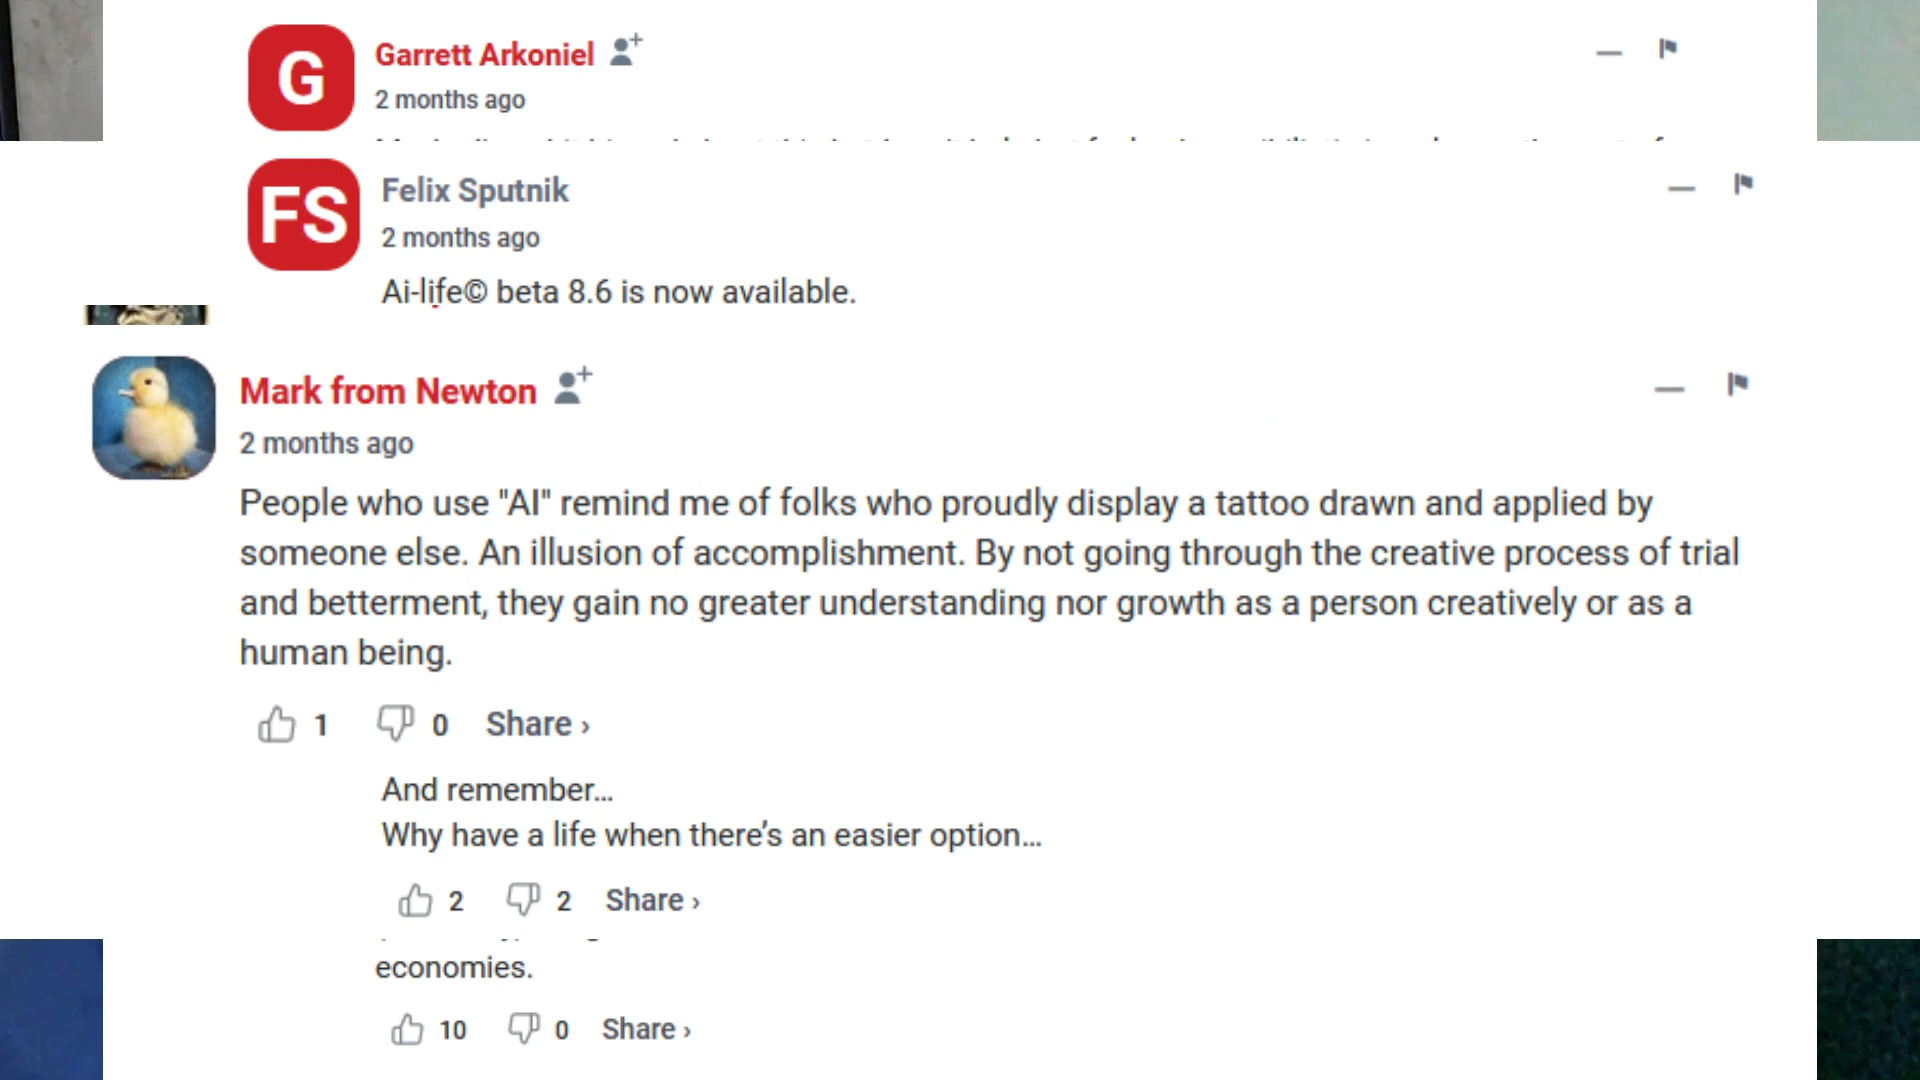 G
Garrett Arkoniel
2 months ago
FS
Felix Sputnik
2 months ago
Ai-life© beta 8.6 is now available.
Mark from Newton
2 months ago
People who use "AI" remind me of folks who proudly display a tattoo drawn and applied by
someone else. An illusion of accomplishment. By not going through the creative process of trial
and betterment, they gain no greater understanding nor growth as a person creatively or as a
human being.
1 0 Share ›
And remember…
Why have a life when there’s an easier option…
2 2 Share ›
economies.
10 0 Share ›